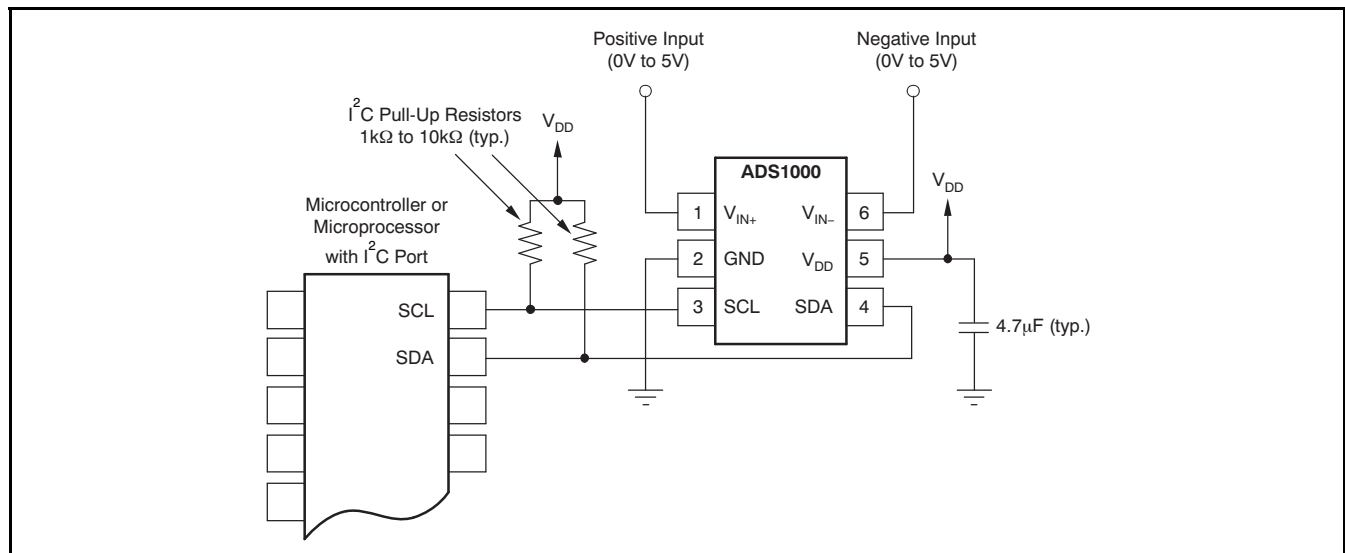 Positive Input
(0V to 5V)
Negative Input
(0V to 5V)
I²C Pull-Up Resistors
1kΩ to 10kΩ (typ.)
V_DD
ADS1000
V_DD
Microcontroller or
Microprocessor
with I²C Port
1 V_IN+ V_IN– 6
2 GND V_DD 5
3 SCL SDA 4
SCL
SDA
4.7μF (typ.)